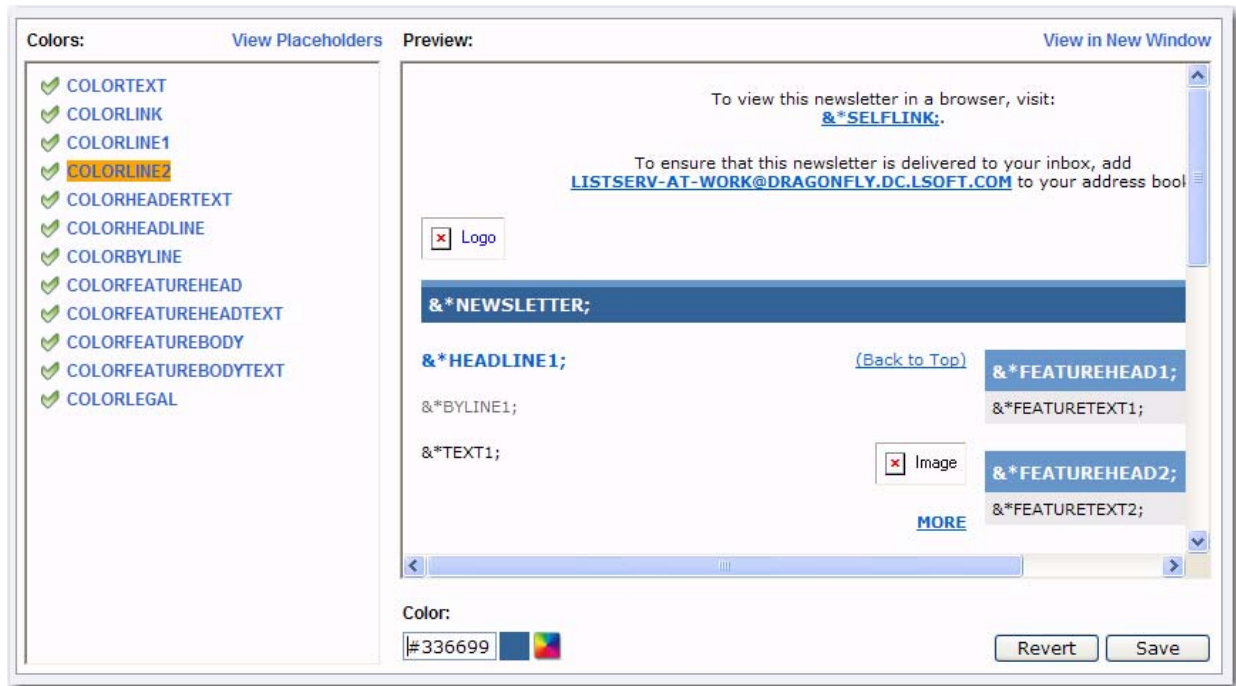 Colors: View Placeholders
COLORTEXT
COLORLINK
COLORLINE1
COLORLINE2
COLORHEADERTEXT
COLORHEADLINE
COLORBYLINE
COLORFEATUREHEAD
COLORFEATUREHEADTEXT
COLORFEATUREBODY
COLORFEATUREBODYTEXT
COLORLEGAL
Preview: View in New Window
To view this newsletter in a browser, visit:
&*SELFLINK;.
To ensure that this newsletter is delivered to your inbox, add
LISTSERV-AT-WORK@DRAGONFLY.DC.LSOFT.COM to your address book
Logo
&*NEWSLETTER;
&*HEADLINE1; (Back to Top)
&*BYLINE1;
&*TEXT1;
Image
MORE
&*FEATUREHEAD1;
&*FEATURETEXT1;
&*FEATUREHEAD2;
&*FEATURETEXT2;
Color:
#336699
Revert Save